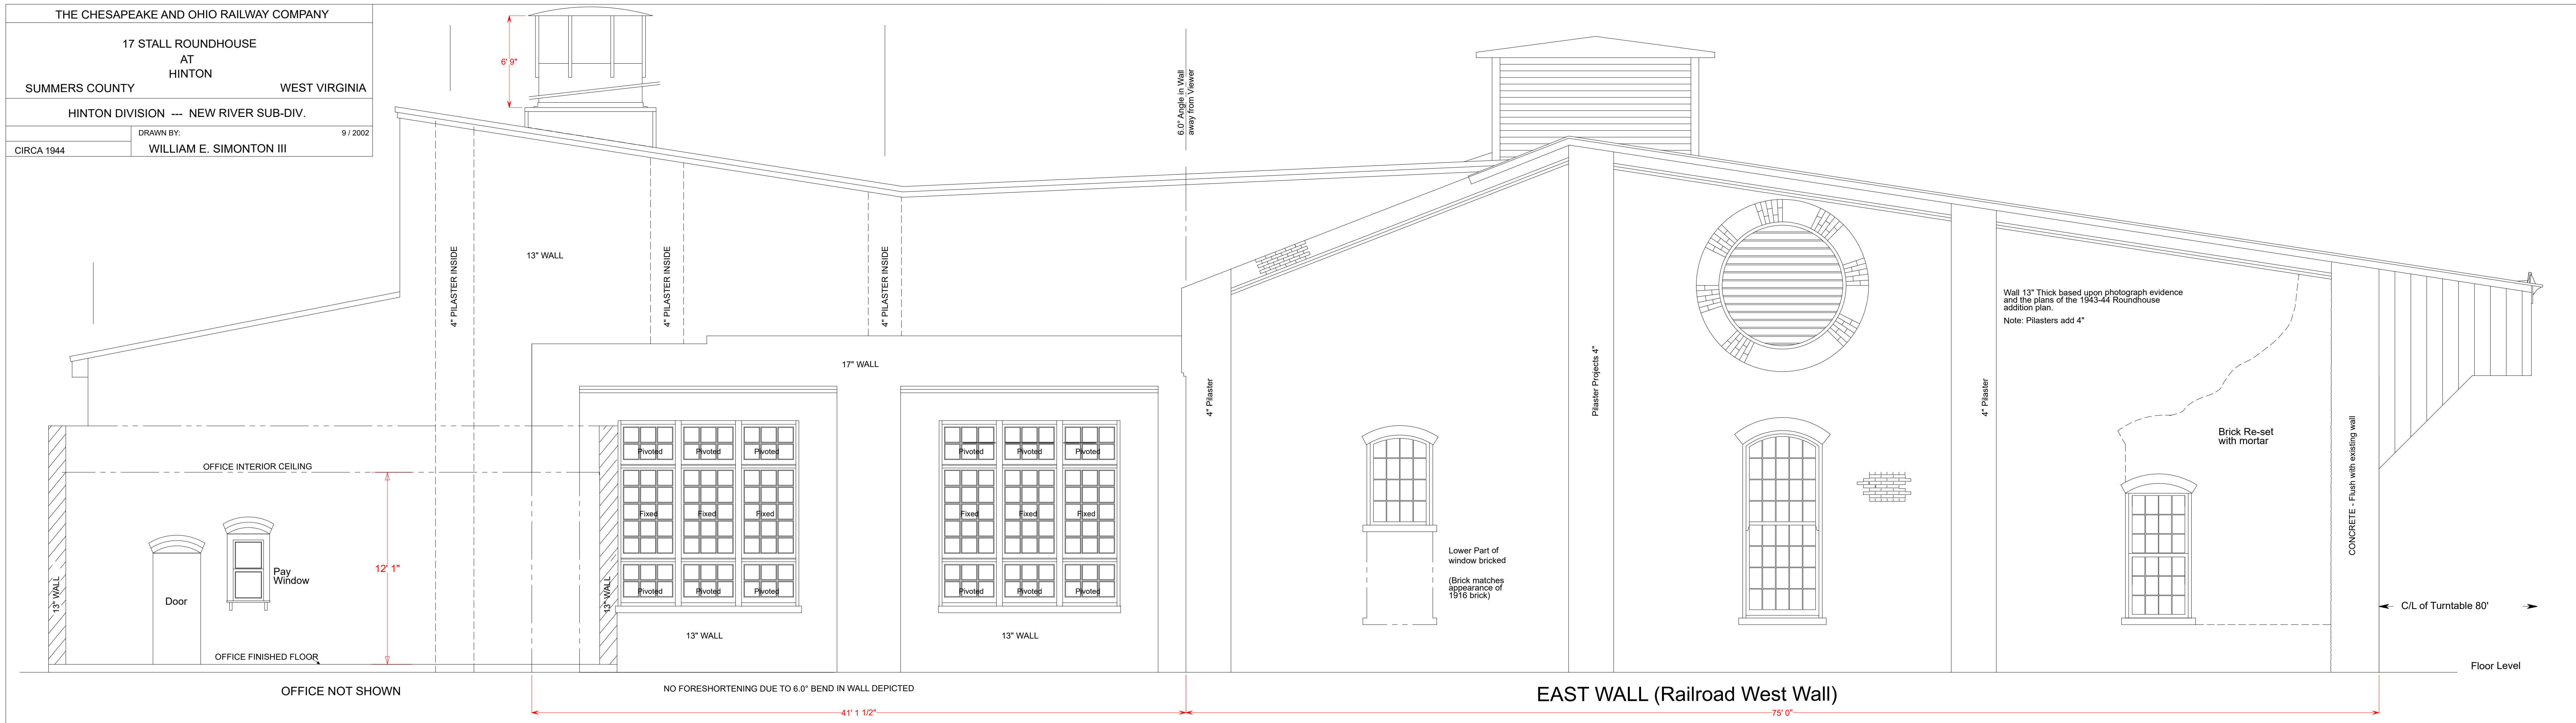 THE CHESAPEAKE AND OHIO RAILWAY COMPANY
17 STALL ROUNDHOUSE
AT
HINTON
SUMMERS COUNTY WEST VIRGINIA
HINTON DIVISION --- NEW RIVER SUB-DIV.
DRAWN BY: 9 / 2002
CIRCA 1944 WILLIAM E. SIMONTON III
6' 9"
6.0° Angle in Wall
away from Viewer
13" WALL
4" PILASTER INSIDE
4" PILASTER INSIDE
4" PILASTER INSIDE
17" WALL
OFFICE INTERIOR CEILING
12' 1"
13" WALL
Door
Pay
Window
13" WALL
OFFICE FINISHED FLOOR
OFFICE NOT SHOWN
Pivoted Pivoted Pivoted
Fixed Fixed Fixed
Pivoted Pivoted Pivoted
13" WALL
Pivoted Pivoted Pivoted
Fixed Fixed Fixed
Pivoted Pivoted Pivoted
13" WALL
NO FORESHORTENING DUE TO 6.0° BEND IN WALL DEPICTED
41' 1 1/2"
4" Pilaster
Lower Part of
window bricked
(Brick matches
appearance of
1916 brick)
Pilaster Projects 4"
4" Pilaster
Wall 13" Thick based upon photograph evidence
and the plans of the 1943-44 Roundhouse
addition plan.
Note: Pilasters add 4"
Brick Re-set
with mortar
CONCRETE - Flush with existing wall
C/L of Turntable 80'
Floor Level
EAST WALL (Railroad West Wall)
75' 0"